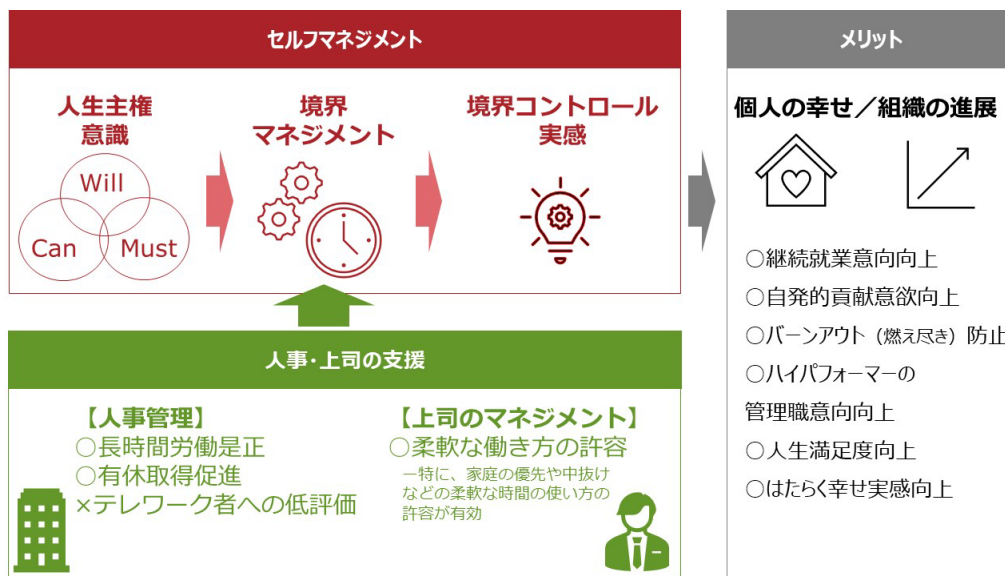 セルフマネジメント
人生主権
意識
Will
Can
Must
境界
マネジメント
境界コントロール
実感
人事・上司の支援
【人事管理】
○長時間労働是正
○有休取得促進
×テレワーク者への低評価
【上司のマネジメント】
○柔軟な働き方の許容
－特に、家庭の優先や中抜け
などの柔軟な時間の使い方の
許容が有効
メリット
個人の幸せ／組織の進展
○継続就業意向向上
○自発的貢献意欲向上
○バーンアウト（燃え尽き）防止
○ハイパフォーマーの
管理職意向向上
○人生満足度向上
○はたらく幸せ実感向上